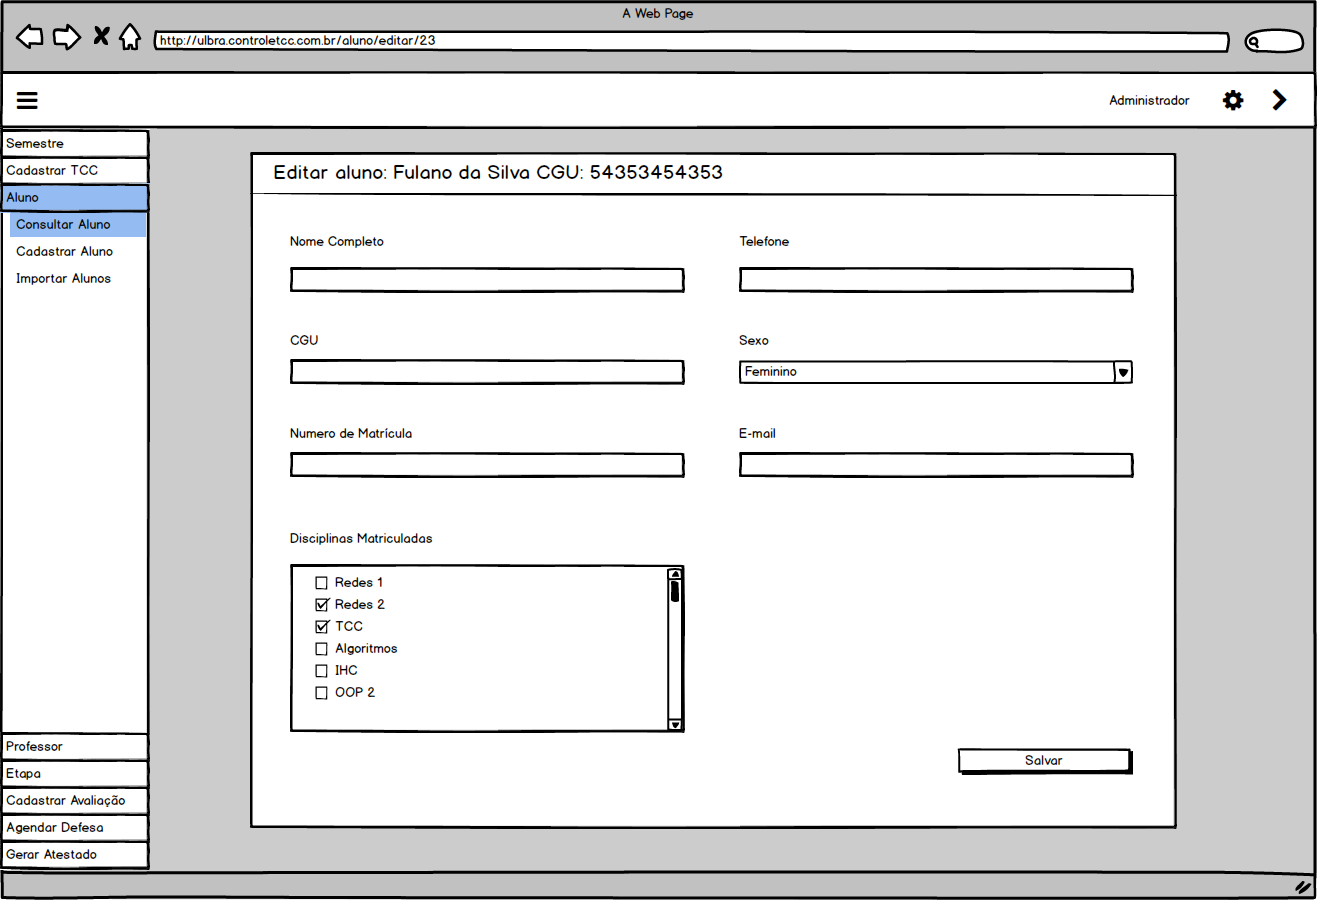 A Web Page
http://ulbra.controletcc.com.br/aluno/editar/23
Administrador
Semestre
Cadastrar TCC
Aluno
Consultar Aluno
Cadastrar Aluno
Importar Alunos
Professor
Etapa
Cadastrar Avaliação
Agendar Defesa
Gerar Atestado
Editar aluno: Fulano da Silva CGU: 54353454353
Nome Completo
Telefone
CGU
Sexo
Feminino
Numero de Matrícula
E-mail
Disciplinas Matriculadas
Redes 1
Redes 2
TCC
Algoritmos
IHC
OOP 2
Salvar